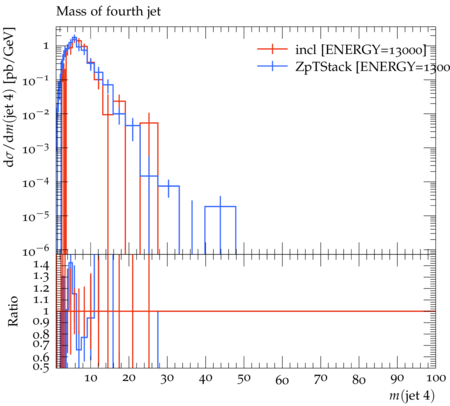 Mass of fourth jet
dσ/dm(jet 4) [pb/GeV]
incl [ENERGY=13000]
ZpTStack [ENERGY=1300
1
10⁻¹
10⁻²
10⁻³
10⁻⁴
10⁻⁵
10⁻⁶
Ratio
1.4
1.3
1.2
1.1
1
0.9
0.8
0.7
0.6
0.5
10 20 30 40 50 60 70 80 90 100
m(jet 4)